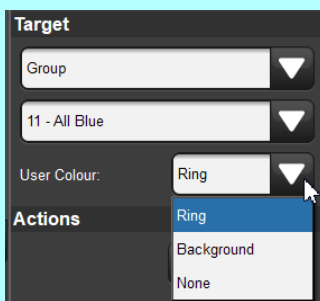 Target
Group
11 - All Blue
User Colour: Ring
Actions
Ring
Background
None